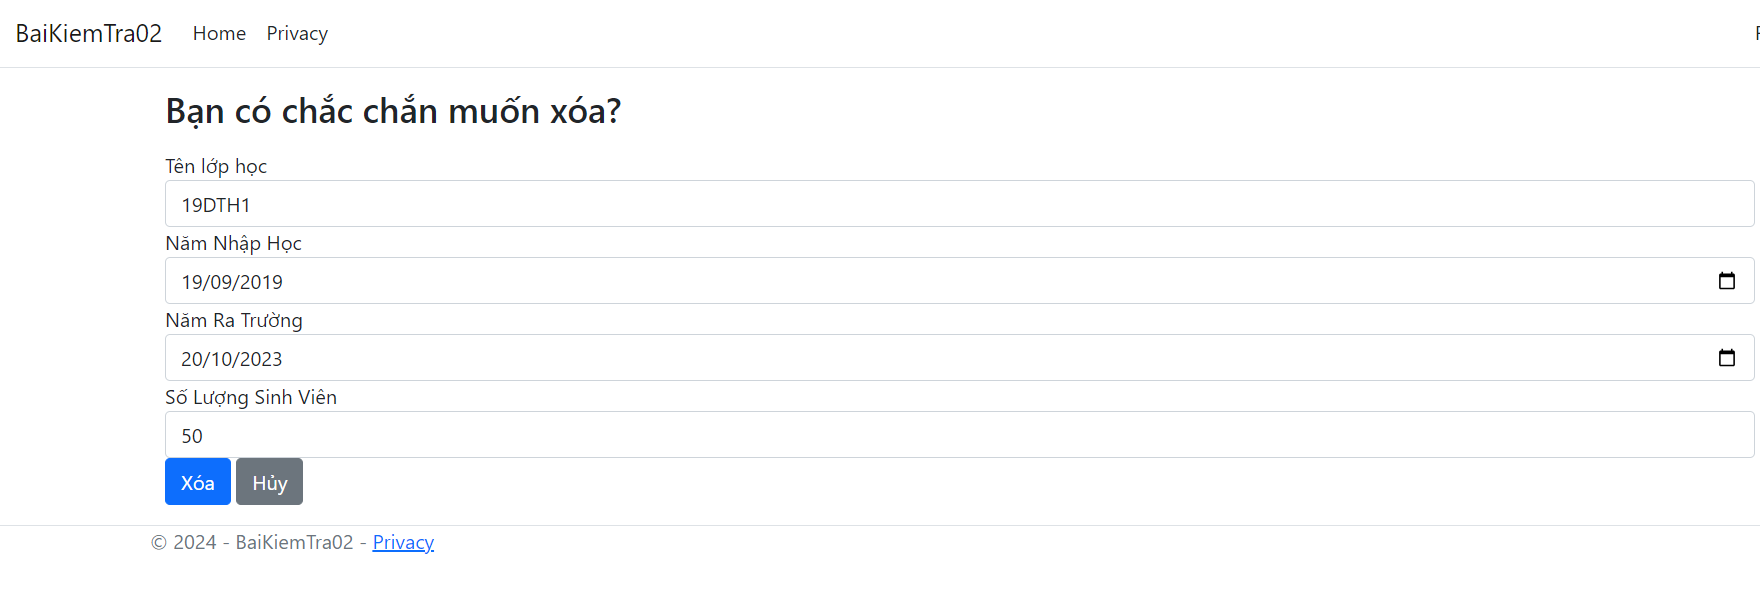 BaiKiemTra02 Home Privacy
Bạn có chắc chắn muốn xóa?
Tên lớp học
19DTH1
Năm Nhập Học
19/09/2019
Năm Ra Trường
20/10/2023
Số Lượng Sinh Viên
50
Xóa Hủy
© 2024 - BaiKiemTra02 - Privacy